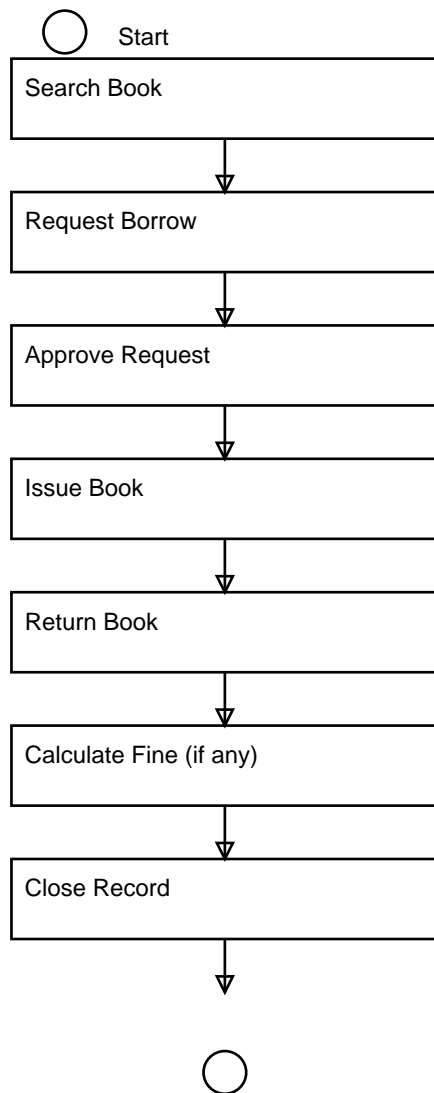 Start
Search Book
Request Borrow
Approve Request
Issue Book
Return Book
Calculate Fine (if any)
Close Record